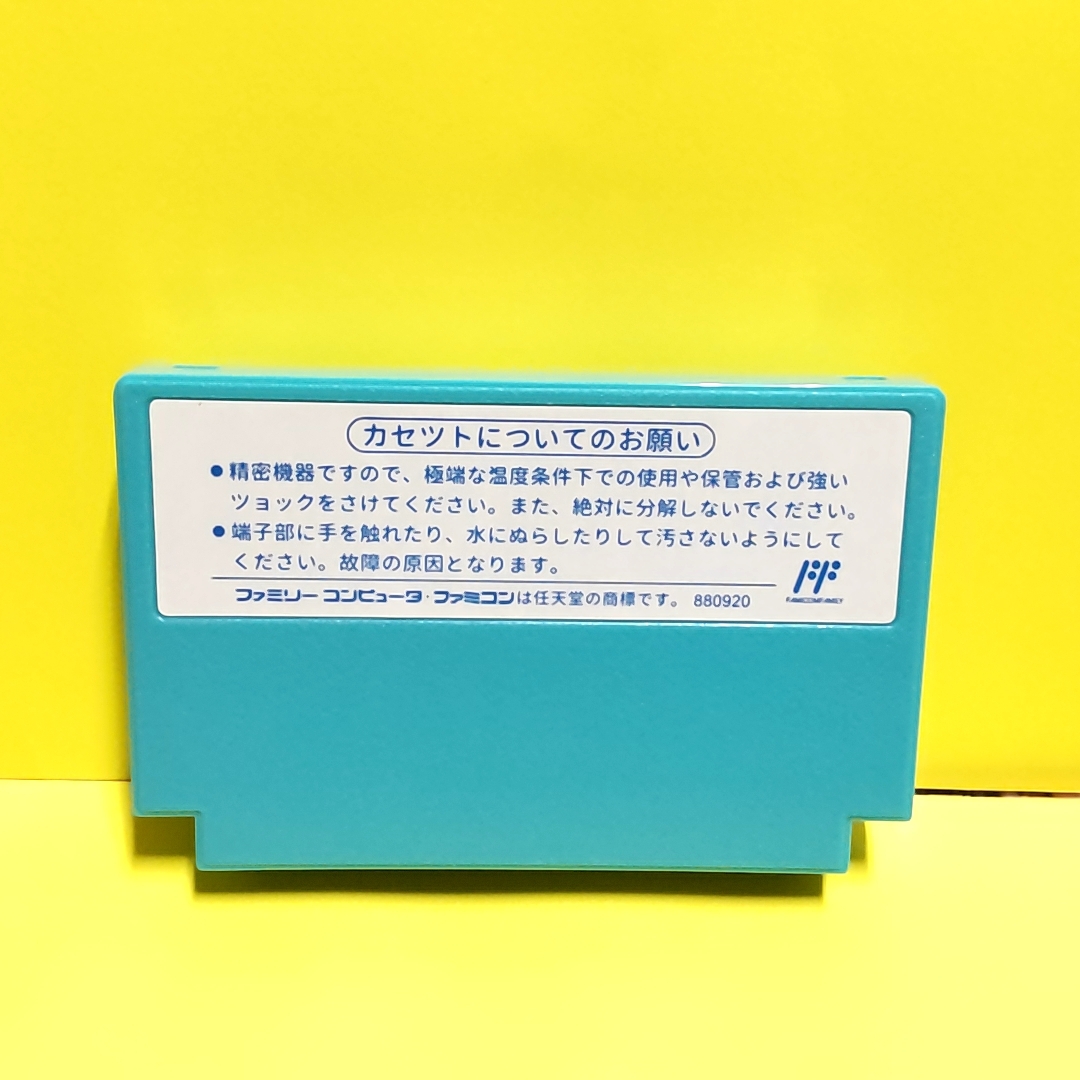 カセツトについてのお願い
●精密機器ですので、極端な温度条件下での使用や保管および強い
ツョックをさけてください。また、絶対に分解しないでください。
●端子部に手を触れたり、水にぬらしたりして汚さないようにして
ください。故障の原因となります。
ファミリー コンピュータ・ファミコンは任天堂の商標です。 880920
FAMICOMFAMILY